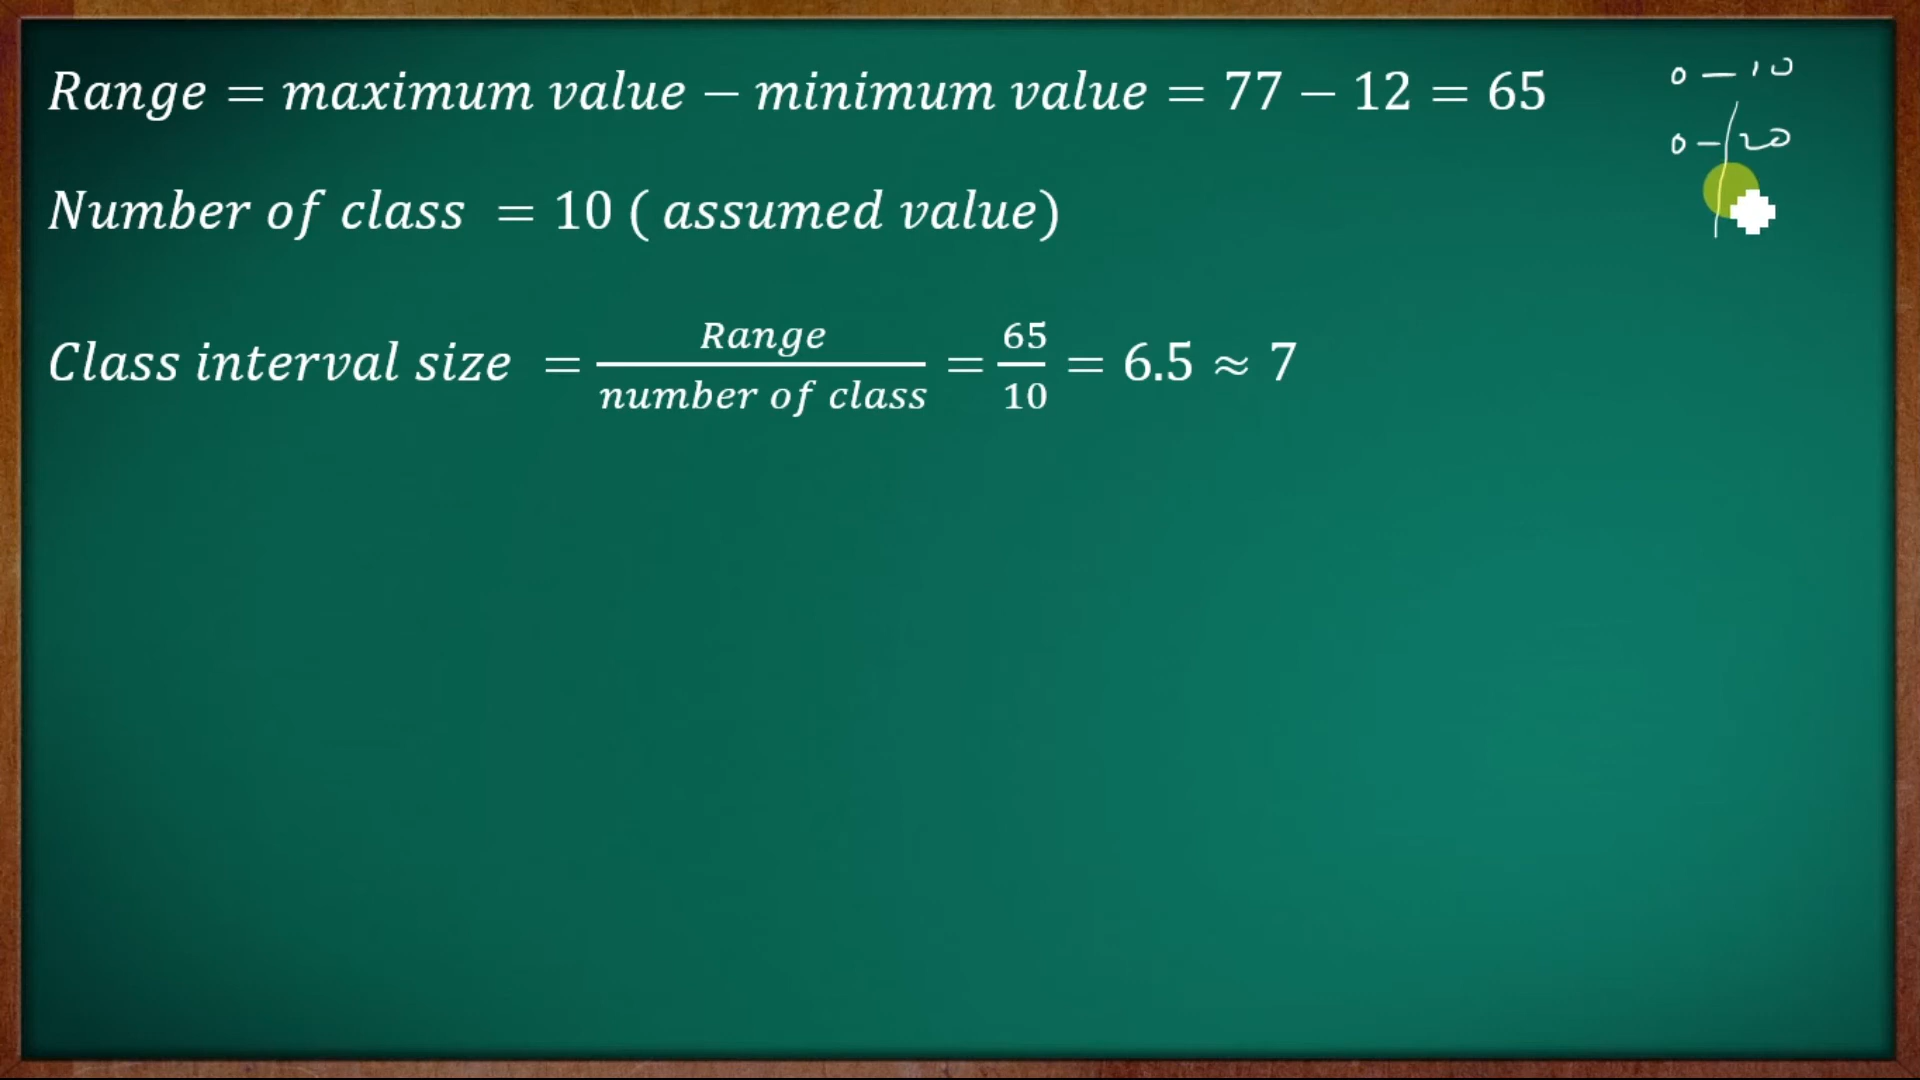 Range = maximum value − minimum value = 77 − 12 = 65
0 – 10
0 – 20
Number of class = 10 ( assumed value)
Class interval size = Range / number of class = 65 / 10 = 6.5 ≈ 7